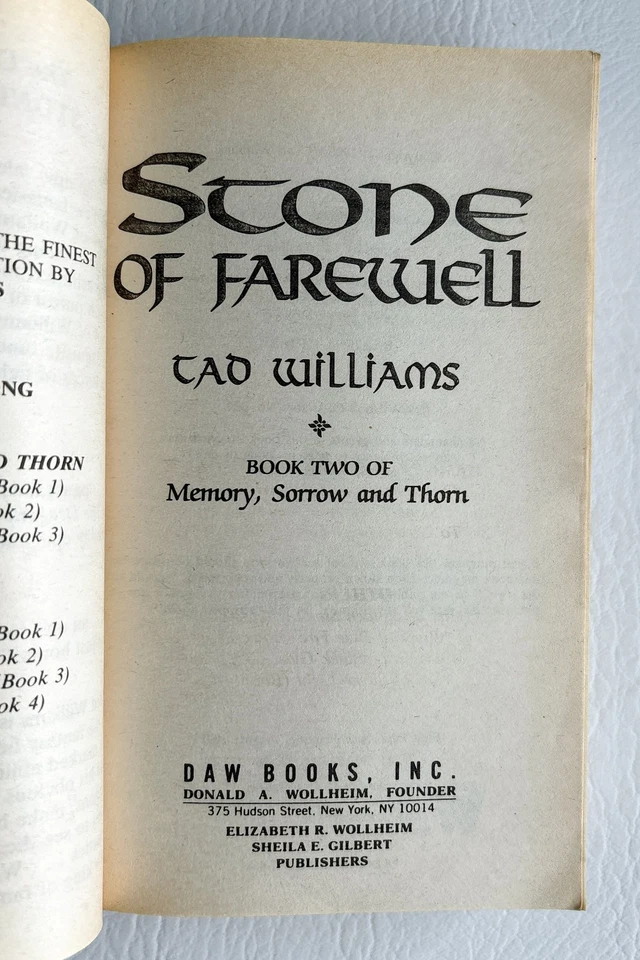 THE FINEST
TION BY
S
NG
D THORN
Book 1)
ok 2)
Book 3)
Book 1)
ok 2)
(Book 3)
ok 4)
STONE
OF FAREWELL
TAD WILLIAMS
BOOK TWO OF
Memory, Sorrow and Thorn
DAW BOOKS, INC.
DONALD A. WOLLHEIM, FOUNDER
375 Hudson Street, New York, NY 10014
ELIZABETH R. WOLLHEIM
SHEILA E. GILBERT
PUBLISHERS